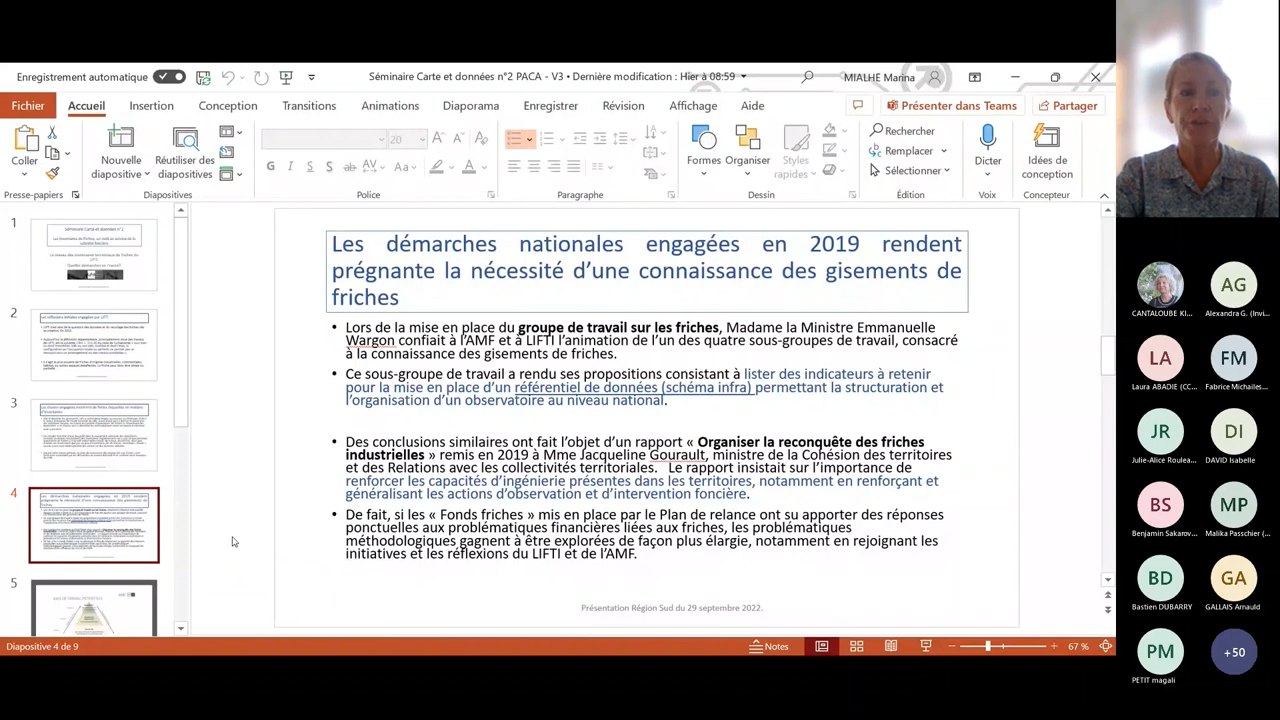 Enregistrement automatique
Séminaire Carte et données n°2 PACA - V3 • Dernière modification : Hier à 08:59
MIALHE Marina
Fichier
Accueil
Insertion
Conception
Transitions
Animations
Diaporama
Enregistrer
Révision
Affichage
Aide
Présenter dans Teams
Partager
Coller
Nouvelle
diapositive
Réutiliser des
diapositives
20
G I S S ab AV Aa
Formes
Organiser
Styles
rapides
Rechercher
Remplacer
Sélectionner
Dicter
Idées de
conception
Presse-papiers
Diapositives
Police
Paragraphe
Dessin
Édition
Voix
Concepteur
1
2
3
4
5
Les démarches nationales engagées en 2019 rendent
prégnante la nécessité d’une connaissance des gisements de
friches
• Lors de la mise en place du groupe de travail sur les friches, Madame la Ministre Emmanuelle
Wargon confiait à l’AMF et au Lifti l’animation de l’un des quatre sous-groupes de travail, consacré
à la connaissance des gisements de friches.
• Ce sous-groupe de travail a rendu ses propositions consistant à lister des indicateurs à retenir
pour la mise en place d’un référentiel de données (schéma infra) permettant la structuration et
l’organisation d’un observatoire au niveau national.
• Des conclusions similaires ont fait l’objet d’un rapport « Organiser la reconquête des friches
industrielles » remis en 2019 à Mme Jacqueline Gourault, ministre de la Cohésion des territoires
et des Relations avec les collectivités territoriales. Le rapport insistait sur l’importance de
renforcer les capacités d’ingénierie présentes dans les territoires, notamment en renforçant et
généralisant les actions d’observation et d’intervention foncière.
• De fait, si les « Fonds friches » mis en place par le Plan de relance ont pu apporter des réponses
ponctuelles aux problématiques financières liées aux friches, les problématiques
méthodologiques gagnent à être explorées de façon plus élargie, notamment en rejoignant les
initiatives et les réflexions du LIFTI et de l’AMF.
Présentation Région Sud du 29 septembre 2022.
Diapositive 4 de 9
Notes
67 %
CANTALOUBE KI...
AG
Alexandra G. (Invi...
LA
Laura ABADIE (CC...
FM
Fabrice Michailes...
JR
Julie-Alice Roulea...
DI
DAVID Isabelle
BS
Benjamin Sakarov...
MP
Malika Passchier (...
BD
Bastien DUBARRY
GA
GALLAIS Arnauld
PM
PETIT magali
+50